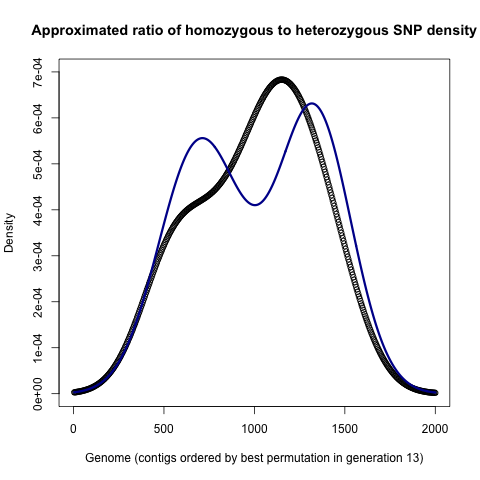 Approximated ratio of homozygous to heterozygous SNP density
7e-04
6e-04
5e-04
4e-04
3e-04
2e-04
1e-04
0e+00
Density
0 500 1000 1500 2000
Genome (contigs ordered by best permutation in generation 13)